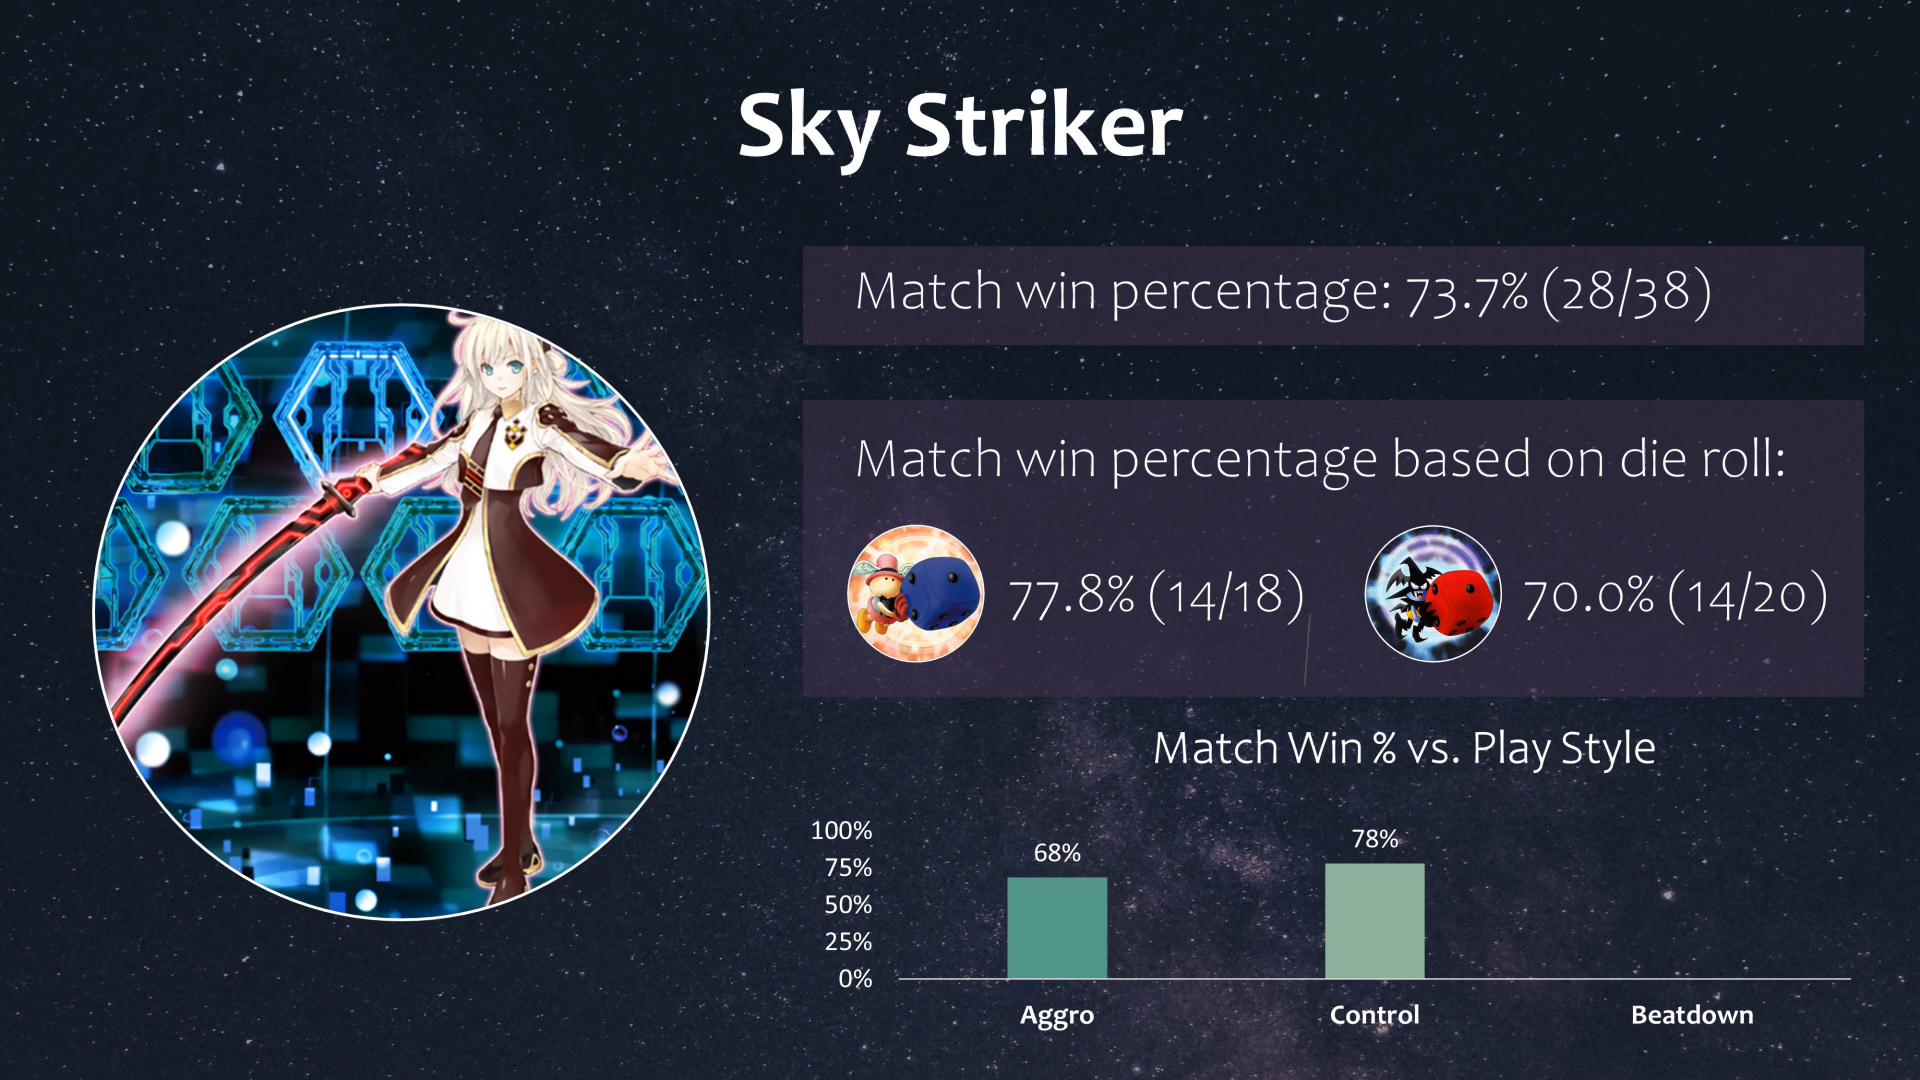 Sky Striker
Match win percentage: 73.7% (28/38)
Match win percentage based on die roll:
77.8% (14/18) 70.0% (14/20)
Match Win % vs. Play Style
100%
75%
50%
25%
0%
68%
78%
Aggro Control Beatdown